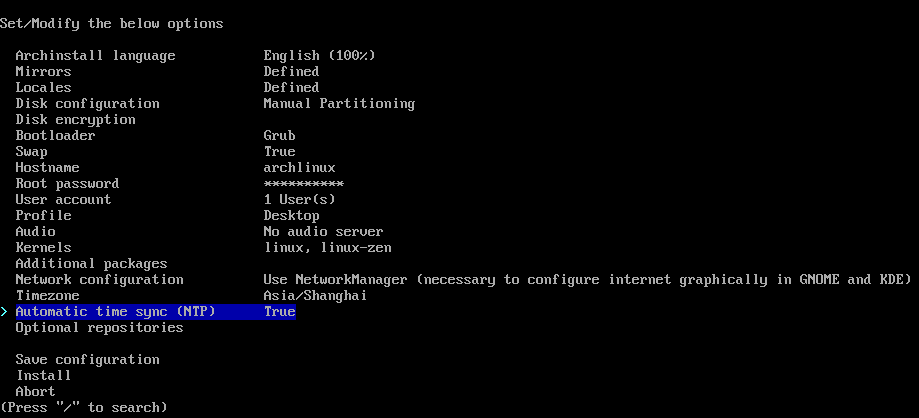 Set/Modify the below options
Archinstall language English (100%)
Mirrors Defined
Locales Defined
Disk configuration Manual Partitioning
Disk encryption
Bootloader Grub
Swap True
Hostname archlinux
Root password **********
User account 1 User(s)
Profile Desktop
Audio No audio server
Kernels linux, linux-zen
Additional packages
Network configuration Use NetworkManager (necessary to configure internet graphically in GNOME and KDE)
Timezone Asia/Shanghai
> Automatic time sync (NTP) True
Optional repositories
Save configuration
Install
Abort
(Press "/" to search)